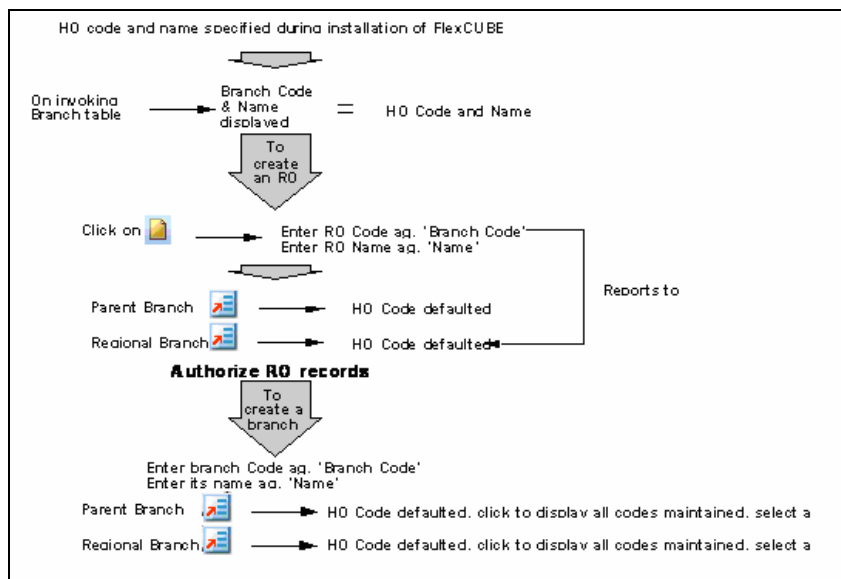 HO code and name specified during installation of FlexCUBE
On invoking
Branch table
Branch Code
& Name
displayed
=
HO Code and Name
To
create
an RO
Click on
Enter RO Code ag. 'Branch Code'
Enter RO Name ag. 'Name'
Reports to
Parent Branch
HO Code defaulted
Regional Branch
HO Code defaulted
Authorize RO records
To
create a
branch
Enter branch Code ag. 'Branch Code'
Enter its name ag. 'Name'
Parent Branch
HO Code defaulted. click to display all codes maintained. select a
Regional Branch
HO Code defaulted. click to display all codes maintained. select a